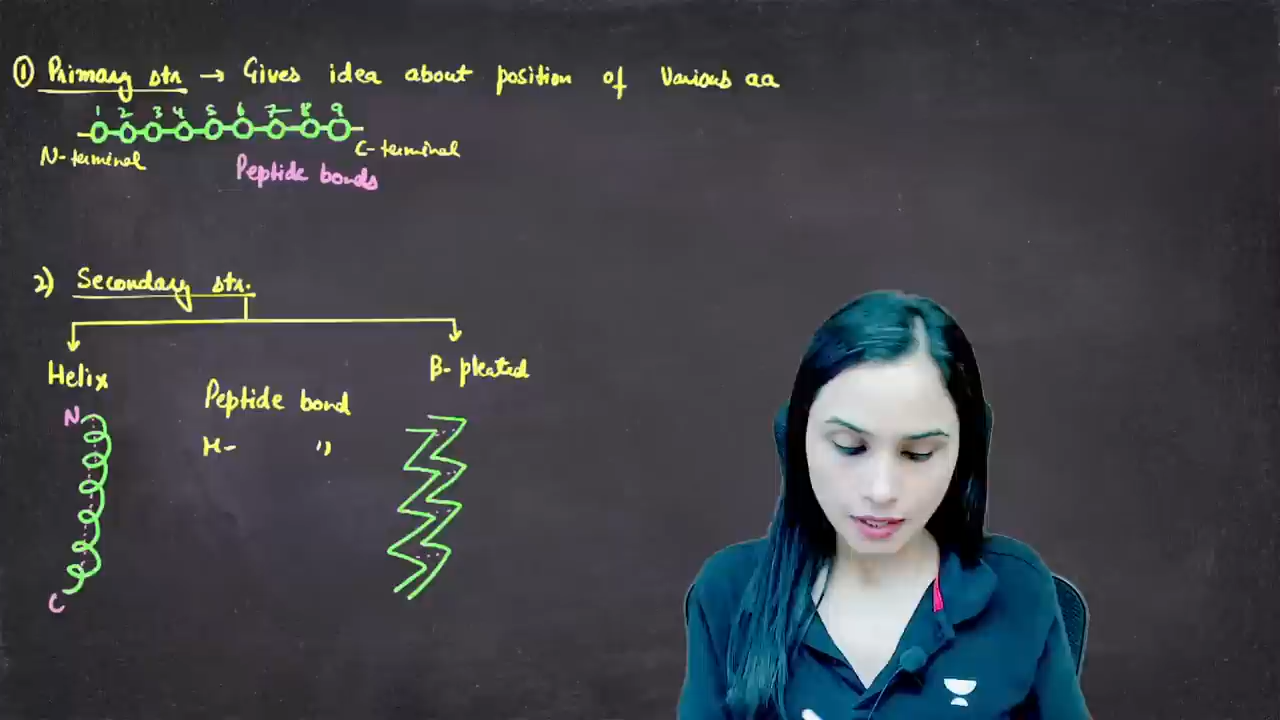 ① Primary str → Gives idea about position of various aa
1 2 3 4 5 6 7 8 9
N-terminal
C-terminal
Peptide bonds
2) Secondary str.
Helix
B-pleated
Peptide bond
H- "
N
C